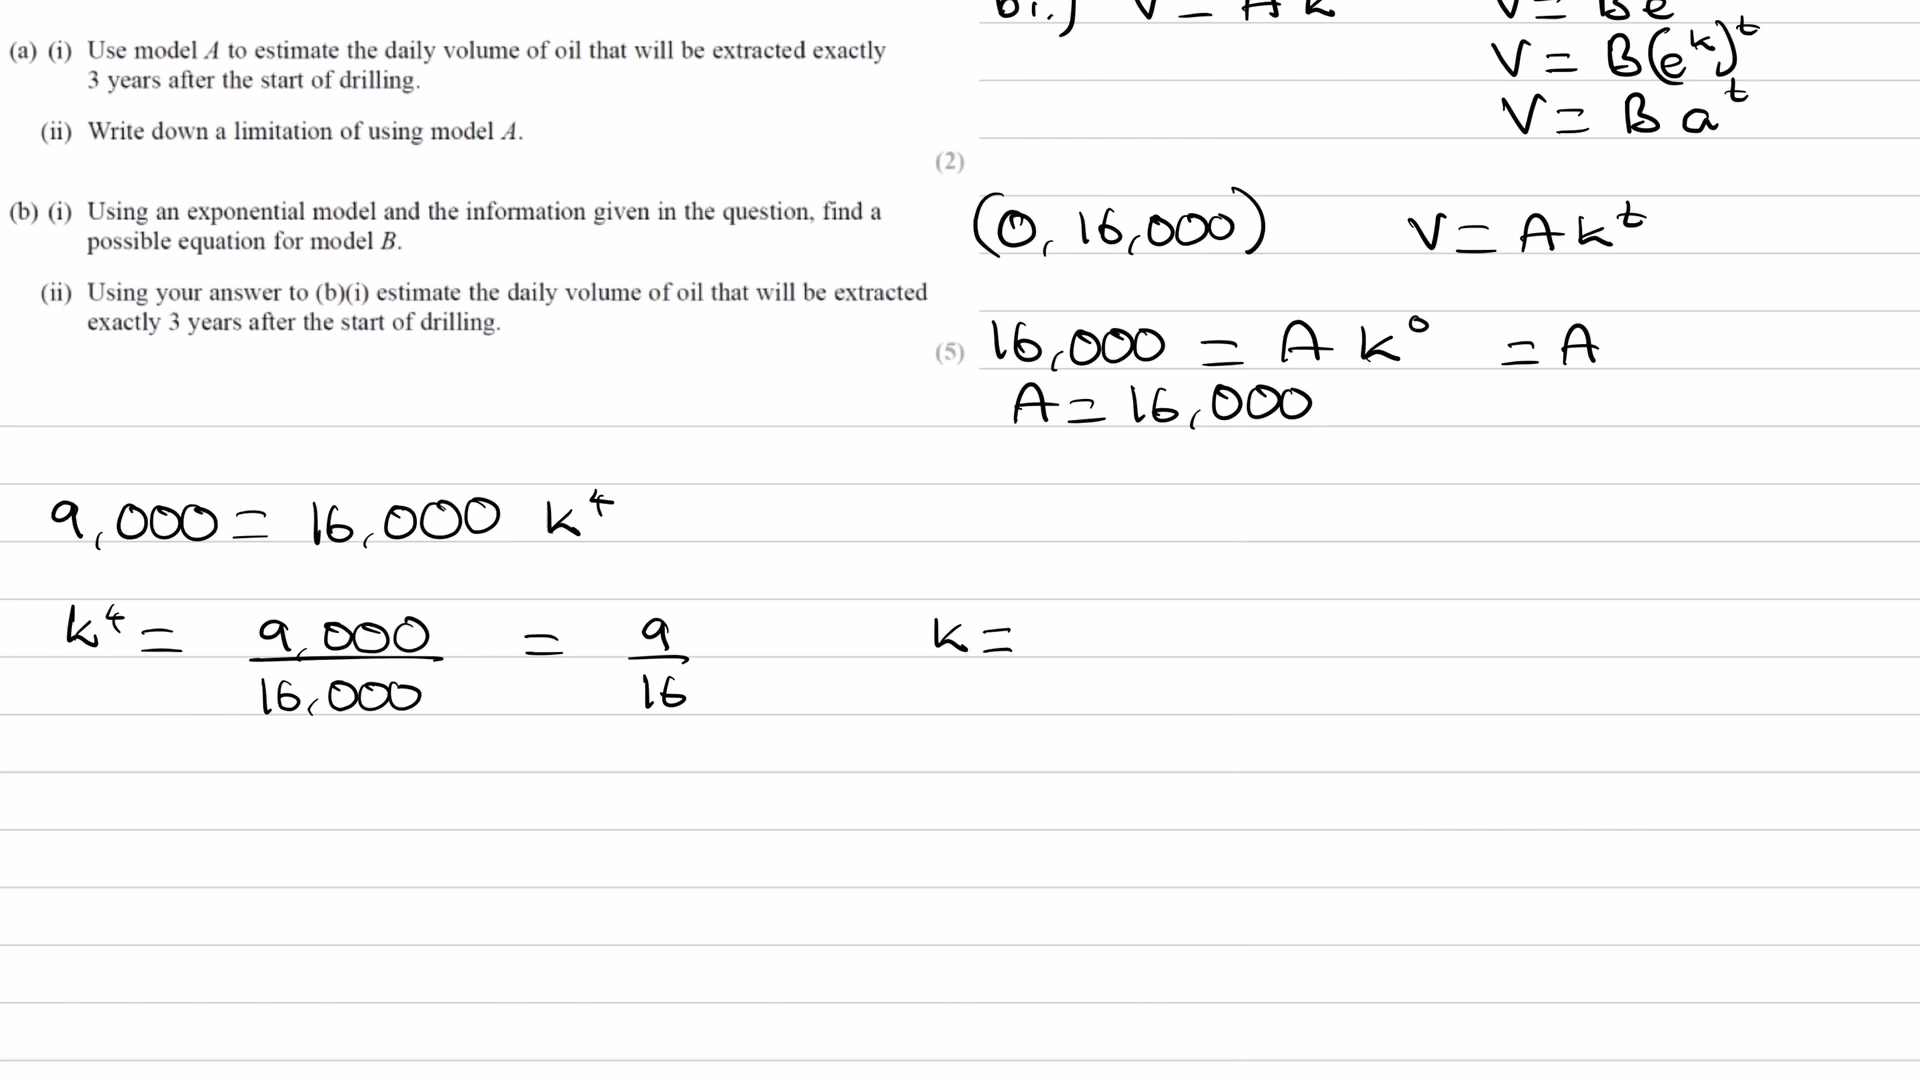 (a) (i) Use model A to estimate the daily volume of oil that will be extracted exactly
3 years after the start of drilling.
(ii) Write down a limitation of using model A.
(2)
(b) (i) Using an exponential model and the information given in the question, find a
possible equation for model B.
(ii) Using your answer to (b)(i) estimate the daily volume of oil that will be extracted
exactly 3 years after the start of drilling.
(5)
V = B(e^k)^t
V = B a^t
(0, 16,000) V = A k^t
16,000 = A k^0 = A
A = 16,000
9,000 = 16,000 k^4
k^4 = 9,000/16,000 = 9/16 k =